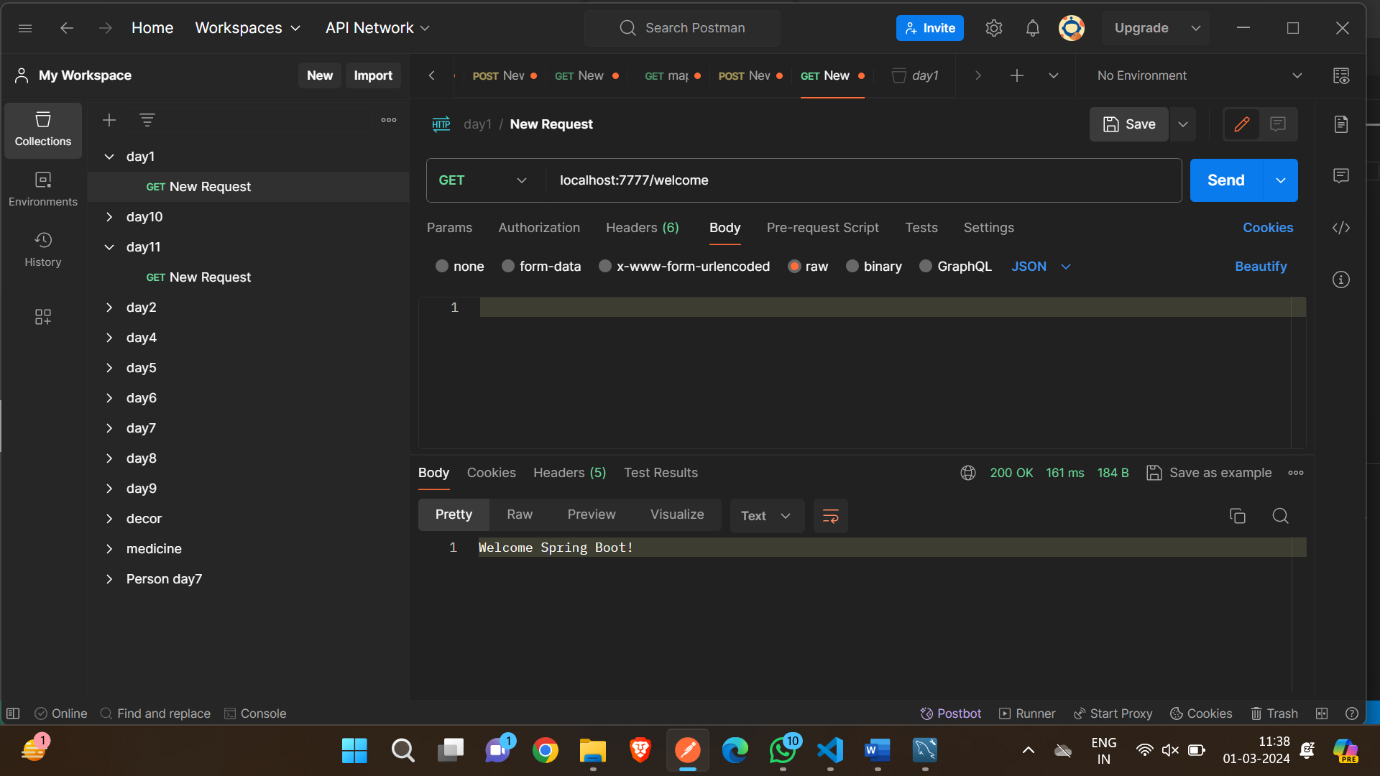 Home Workspaces API Network Search Postman Invite Upgrade
My Workspace New Import
POST Nev GET New GET map POST Nev GET New day1 No Environment
Collections
Environments
History
day1
GET New Request
day10
day11
GET New Request
day2
day4
day5
day6
day7
day8
day9
decor
medicine
Person day7
HTTP day1 / New Request Save
GET localhost:7777/welcome Send
Params Authorization Headers (6) Body Pre-request Script Tests Settings Cookies
none form-data x-www-form-urlencoded raw binary GraphQL JSON Beautify
1
Body Cookies Headers (5) Test Results 200 OK 161 ms 184 B Save as example
Pretty Raw Preview Visualize Text
1 Welcome Spring Boot!
Online Find and replace Console Postbot Runner Start Proxy Cookies Trash
1 1 10 ENG IN 11:38 01-03-2024 PRE